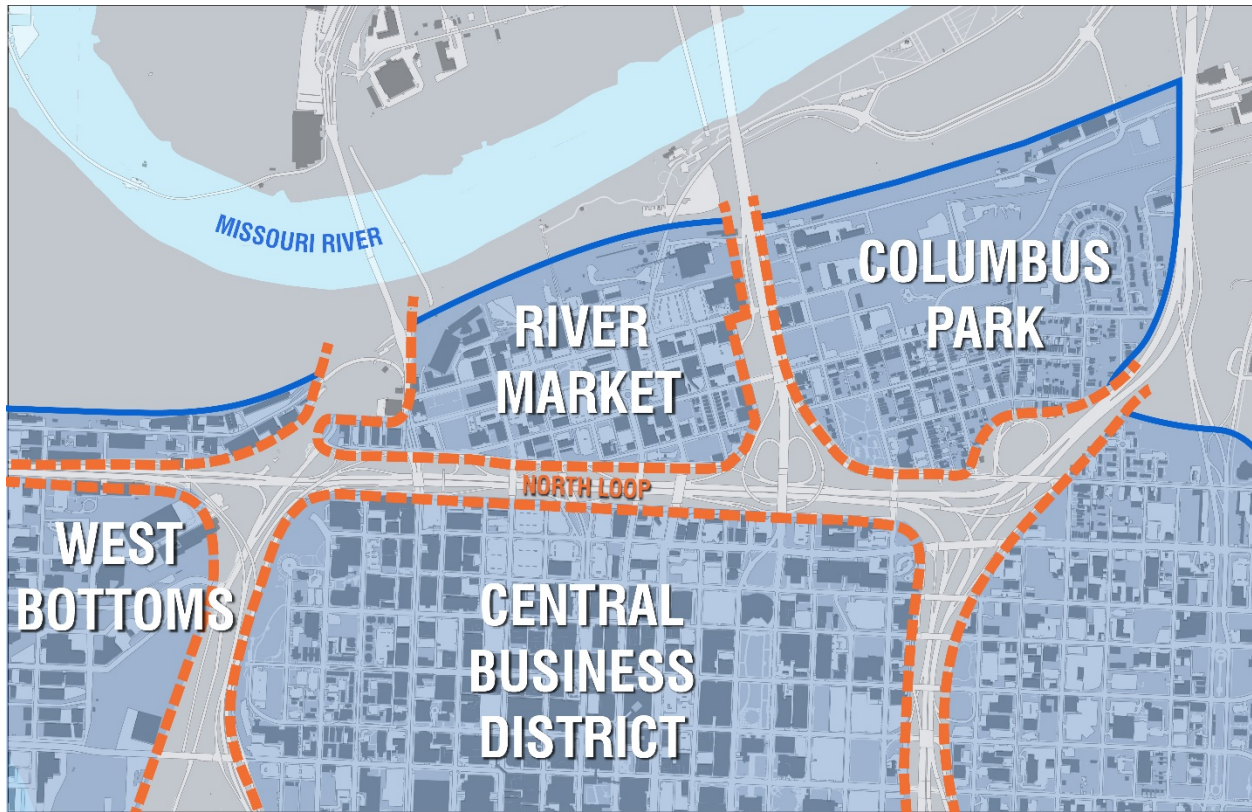 MISSOURI RIVER
COLUMBUS
PARK
RIVER
MARKET
NORTH LOOP
WEST
BOTTOMS
CENTRAL
BUSINESS
DISTRICT